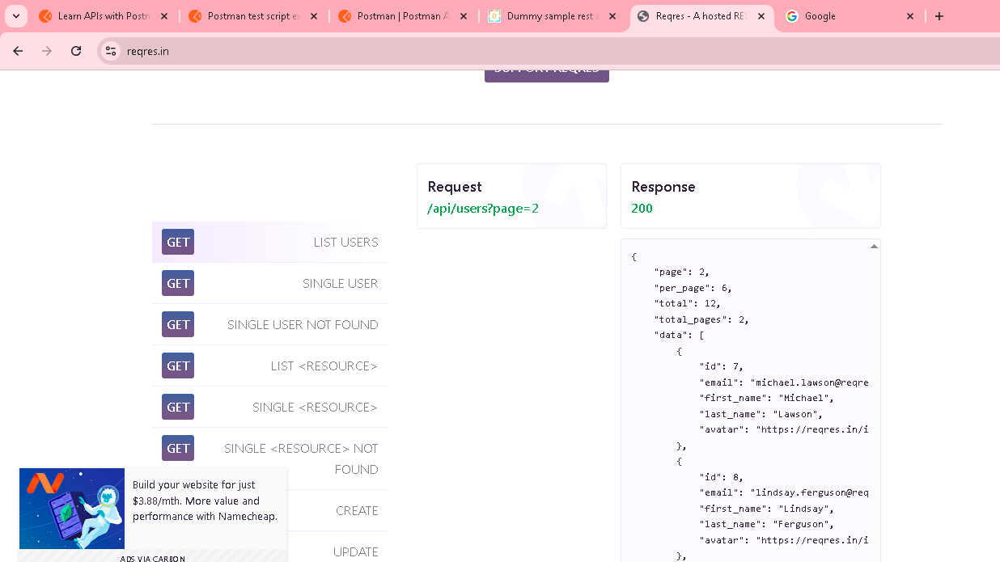 Learn APIs with Postm
Postman test script ex
Postman | Postman A
Dummy sample rest a
Reqres - A hosted RES
Google
reqres.in
SUPPORT REQRES
Request
/api/users?page=2
Response
200
GET LIST USERS
GET SINGLE USER
GET SINGLE USER NOT FOUND
GET LIST <RESOURCE>
GET SINGLE <RESOURCE>
GET SINGLE <RESOURCE> NOT
FOUND
CREATE
UPDATE
{
"page": 2,
"per_page": 6,
"total": 12,
"total_pages": 2,
"data": [
{
"id": 7,
"email": "michael.lawson@reqre
"first_name": "Michael",
"last_name": "Lawson",
"avatar": "https://reqres.in/i
},
{
"id": 8,
"email": "lindsay.ferguson@req
"first_name": "Lindsay",
"last_name": "Ferguson",
"avatar": "https://reqres.in/i
},
Build your website for just
$3.88/mth. More value and
performance with Namecheap.
ADS VIA CARBON